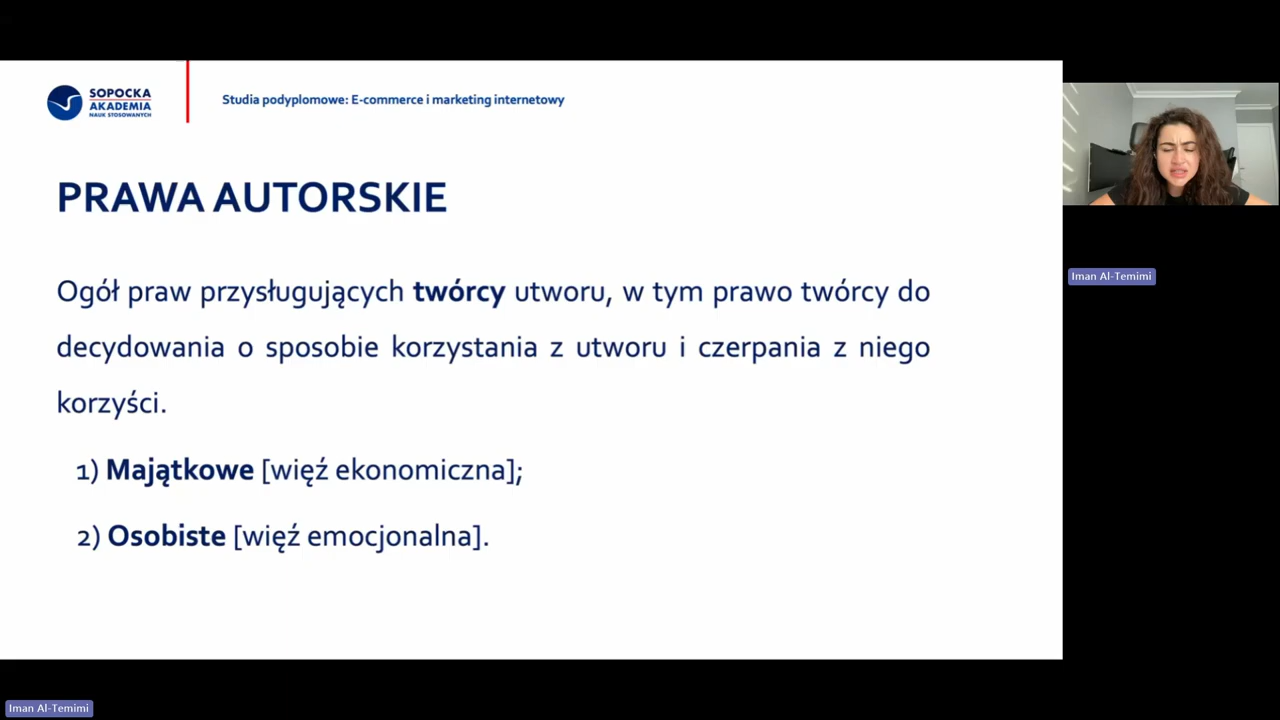 SOPOCKA
AKADEMIA
NAUK STOSOWANYCH
Studia podyplomowe: E-commerce i marketing internetowy
PRAWA AUTORSKIE
Ogół praw przysługujących twórcy utworu, w tym prawo twórcy do
decydowania o sposobie korzystania z utworu i czerpania z niego
korzyści.
1) Majątkowe [więź ekonomiczna];
2) Osobiste [więź emocjonalna].
Iman Al-Temimi
Iman Al-Temimi